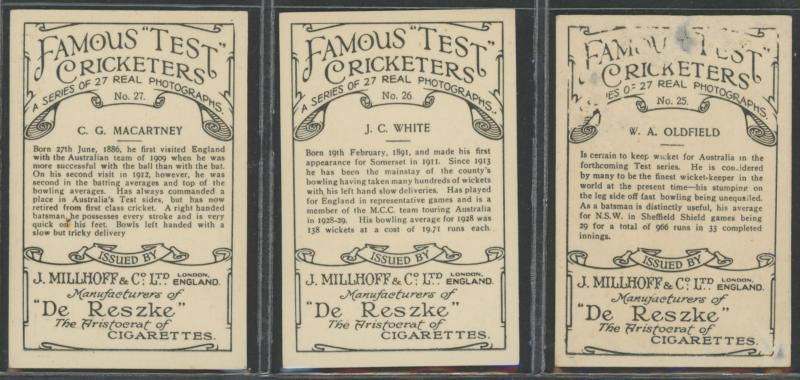 FAMOUS "TEST"
CRICKETERS
A SERIES OF 27 REAL PHOTOGRAPHS.
No. 27.
C. G. MACARTNEY
Born 27th June, 1886, he first visited England
with the Australian team of 1909 when he was
more successful with the ball than with the bat.
On his second visit in 1912, however, he was
second in the batting averages and top of the
bowling averages. Has always commanded a
place in Australia's Test sides, but has now
retired from first class cricket. A right handed
batsman he possesses every stroke and is very
quick on his feet. Bowls left handed with a
slow but tricky delivery
ISSUED BY
J. MILLHOFF & CO. LTD LONDON, ENGLAND.
Manufacturers of
"De Reszke"
The Aristocrat of
CIGARETTES.
FAMOUS "TEST"
CRICKETERS
A SERIES OF 27 REAL PHOTOGRAPHS.
No. 26
J. C. WHITE
Born 19th February, 1891, and made his first
appearance for Somerset in 1911. Since 1913
he has been the mainstay of the county's
bowling having taken many hundreds of wickets
with his left hand slow deliveries. Has played
for England in representative games and is a
member of the M.C.C. team touring Australia
in 1928-29. His bowling average for 1928 was
138 wickets at a cost of 19.71 runs each.
ISSUED BY
J. MILLHOFF & CO. LTD LONDON, ENGLAND.
Manufacturers of
"De Reszke"
The Aristocrat of
CIGARETTES.
FAMOU TEST"
CRICKETERS
IES OF 27 REAL PHOTOGRAPHS.
No. 25.
W. A. OLDFIELD
Is certain to keep wicket for Australia in the
forthcoming Test series. He is considered
by many to be the finest wicket-keeper in the
world at the present time—his stumping on
the leg side off fast bowling being unequalled.
As a batsman is distinctly useful, his average
for N.S.W. in Sheffield Shield games being
29 for a total of 966 runs in 33 completed
innings.
ISSUED BY
J. MILLHOFF & CO. LTD LONDON, ENGLAND.
Manufacturers of
"De Reszke"
The Aristocrat of
CIGARETTES.